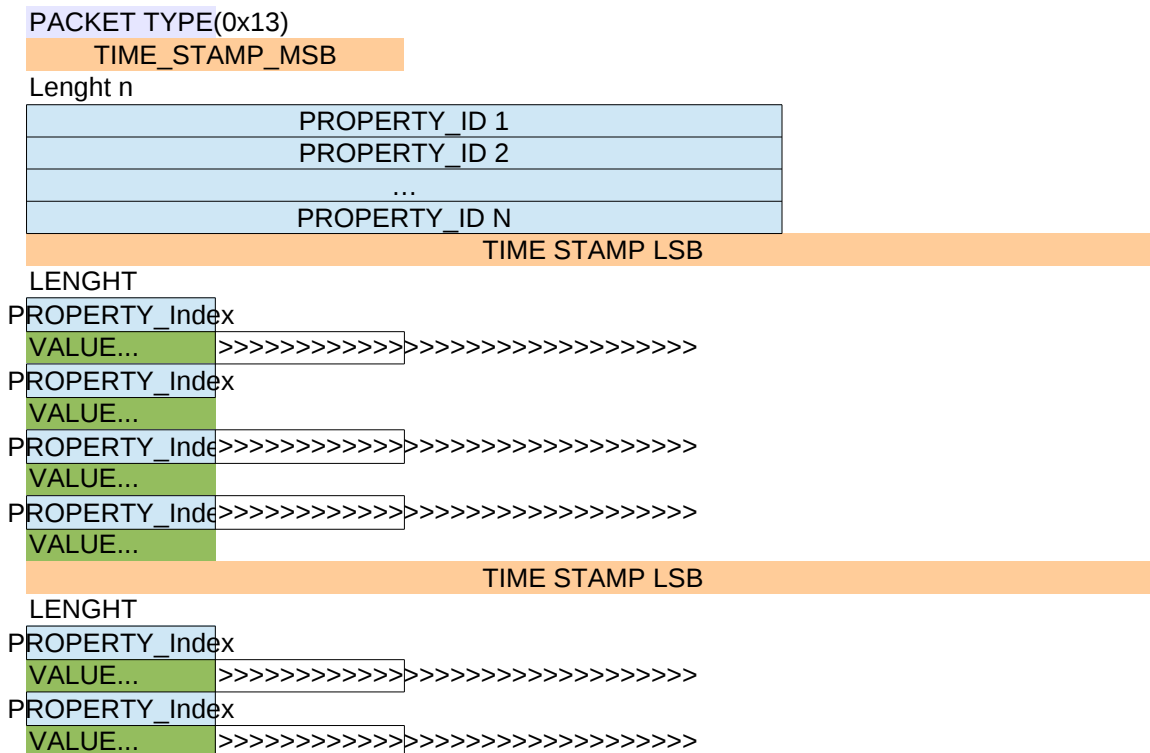 PACKET TYPE(0x13)
TIME_STAMP_MSB
Lenght n
PROPERTY_ID 1
PROPERTY_ID 2
…
PROPERTY_ID N
TIME STAMP LSB
LENGHT
PROPERTY_Index
VALUE... >>>>>>>>>>>>>>>>>>>>>>>>>>>>>>>
PROPERTY_Index
VALUE...
PROPERTY_Inde>>>>>>>>>>>>>>>>>>>>>>>>>>>>>>>
VALUE...
PROPERTY_Inde>>>>>>>>>>>>>>>>>>>>>>>>>>>>>>>
VALUE...
TIME STAMP LSB
LENGHT
PROPERTY_Index
VALUE... >>>>>>>>>>>>>>>>>>>>>>>>>>>>>>>
PROPERTY_Index
VALUE... >>>>>>>>>>>>>>>>>>>>>>>>>>>>>>>